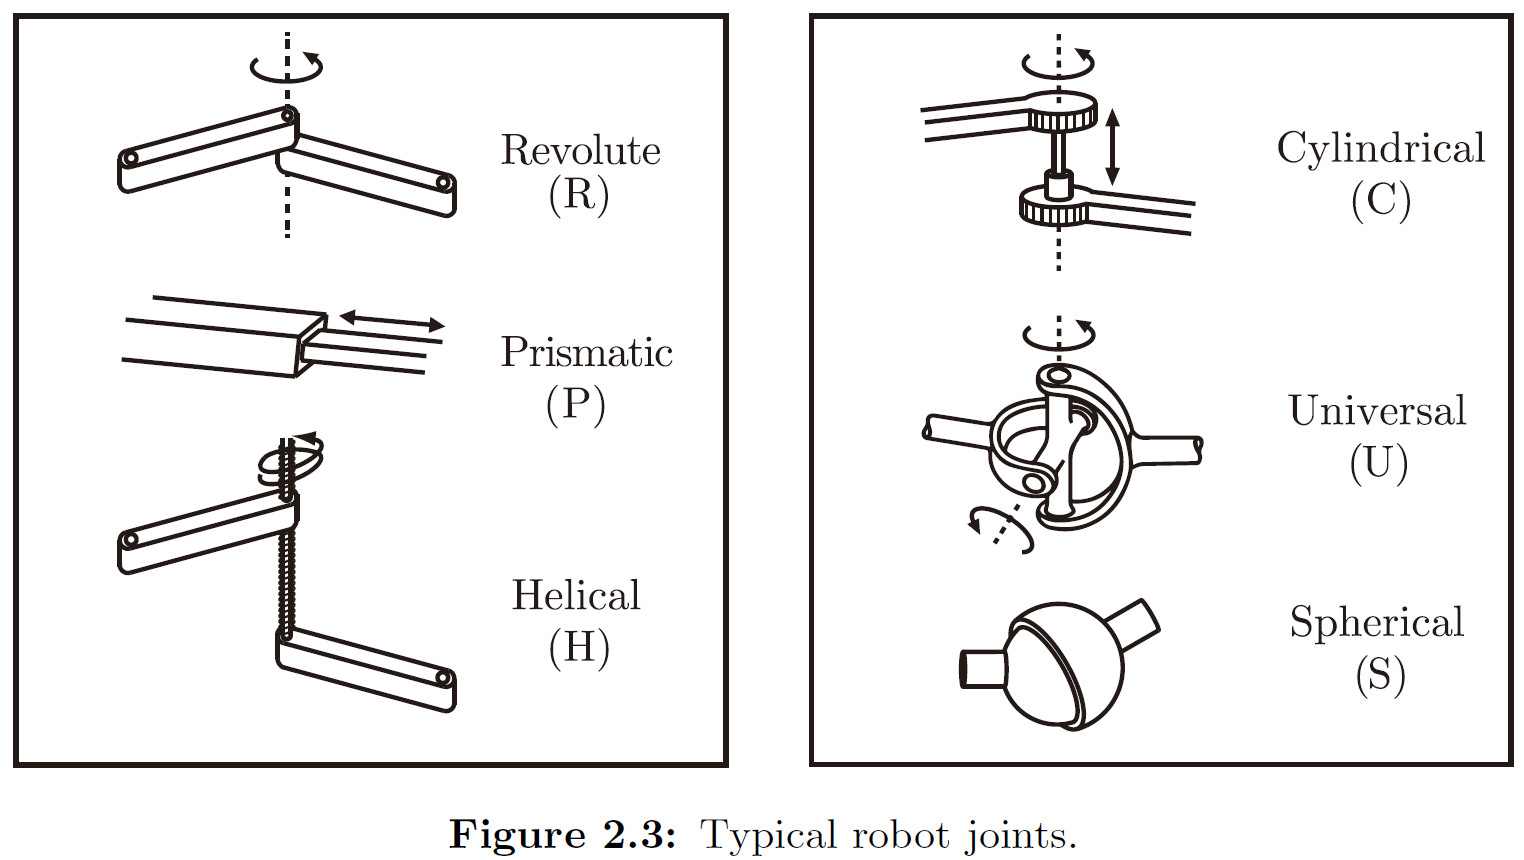 Revolute
(R)
Prismatic
(P)
Helical
(H)
Cylindrical
(C)
Universal
(U)
Spherical
(S)
Figure 2.3: Typical robot joints.